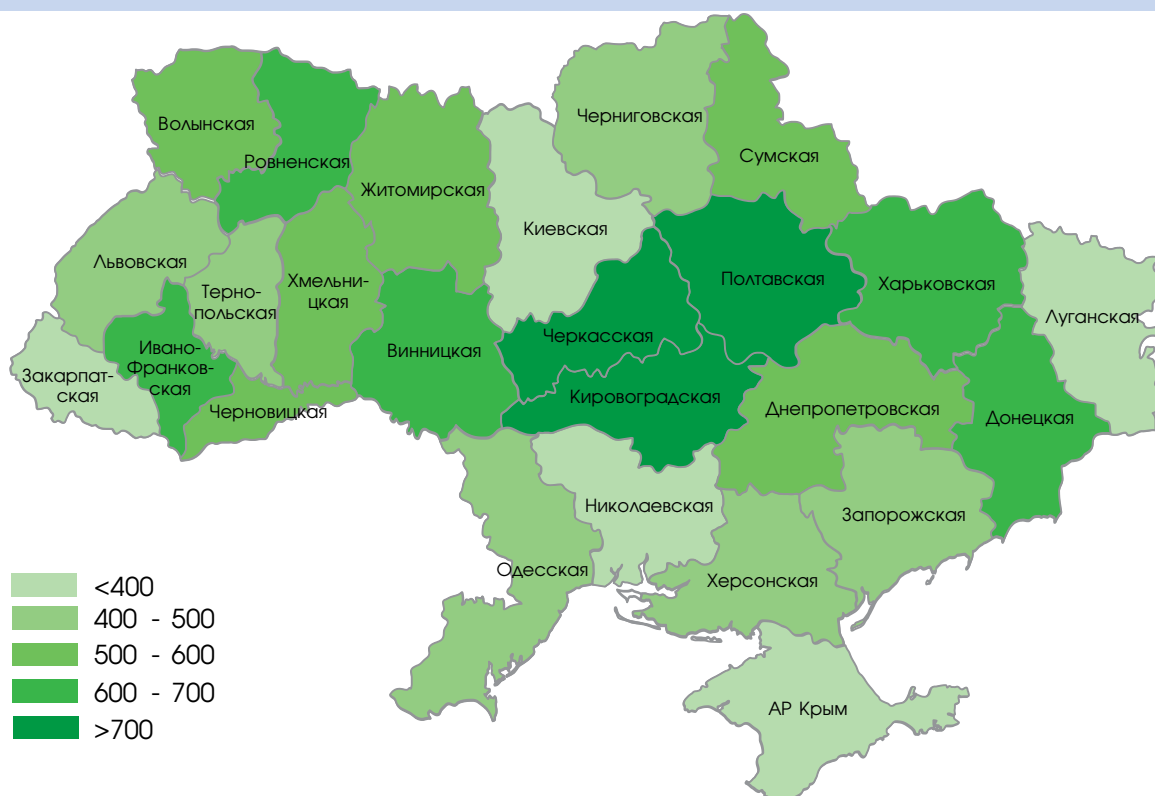 Черниговская
Волынская
Сумская
Ровненская
Житомирская
Киевская
Львовская
Хмельни-
цкая
Терно-
польская
Полтавская
Харьковская
Луганская
Черкасская
Ивано-
Франков-
ская
Винницкая
Закарпат-
ская
Кировоградская
Черновицкая
Днепропетровская
Донецкая
Николаевская
Запорожская
Одесская
Херсонская
АР Крым
<400
400 - 500
500 - 600
600 - 700
>700